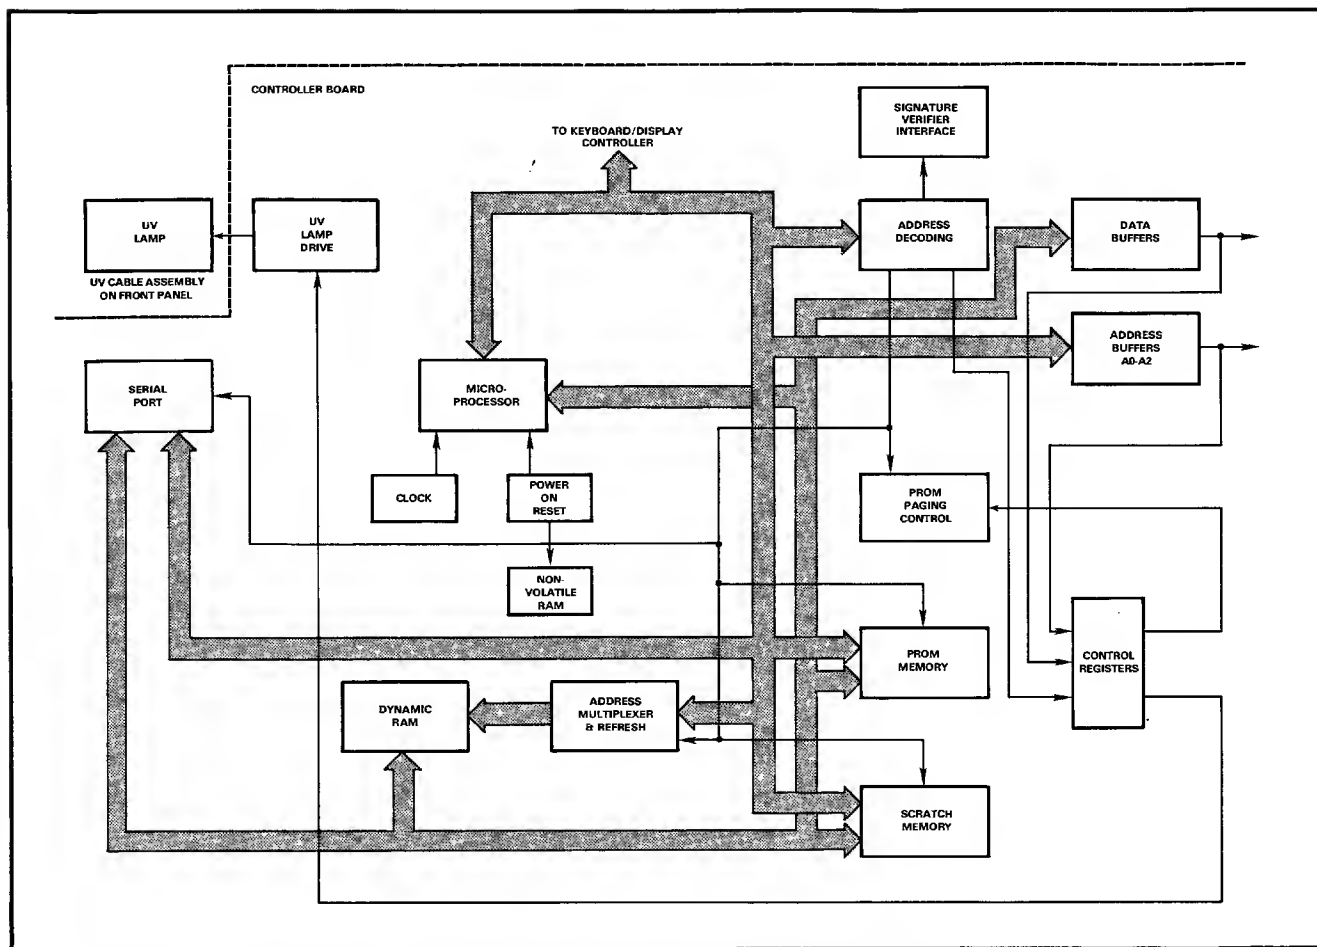 CONTROLLER BOARD
TO KEYBOARD/DISPLAY
CONTROLLER
SIGNATURE
VERIFIER
INTERFACE
UV
LAMP
UV
LAMP
DRIVE
ADDRESS
DECODING
DATA
BUFFERS
UV CABLE ASSEMBLY
ON FRONT PANEL
ADDRESS
BUFFERS
A0-A2
SERIAL
PORT
MICRO-
PROCESSOR
CLOCK
POWER
ON
RESET
PROM
PAGING
CONTROL
NON-
VOLATILE
RAM
PROM
MEMORY
CONTROL
REGISTERS
DYNAMIC
RAM
ADDRESS
MULTIPLEXER
& REFRESH
SCRATCH
MEMORY